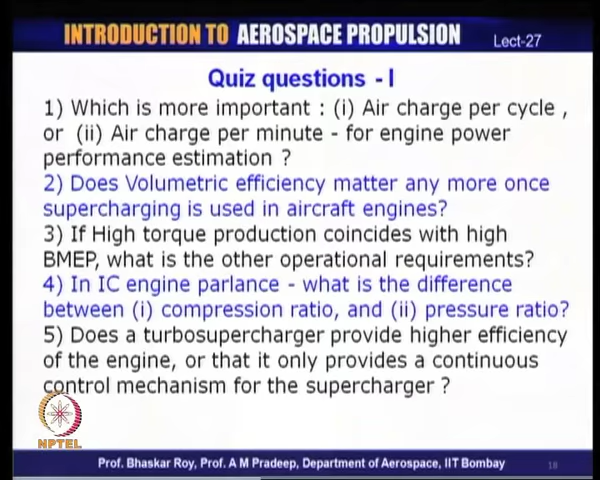 INTRODUCTION TO AEROSPACE PROPULSION
Lect-27
Quiz questions - I
1) Which is more important : (i) Air charge per cycle ,
or (ii) Air charge per minute - for engine power
performance estimation ?
2) Does Volumetric efficiency matter any more once
supercharging is used in aircraft engines?
3) If High torque production coincides with high
BMEP, what is the other operational requirements?
4) In IC engine parlance - what is the difference
between (i) compression ratio, and (ii) pressure ratio?
5) Does a turbosupercharger provide higher efficiency
of the engine, or that it only provides a continuous
control mechanism for the supercharger ?
NPTEL
Prof. Bhaskar Roy, Prof. A M Pradeep, Department of Aerospace, IIT Bombay
18